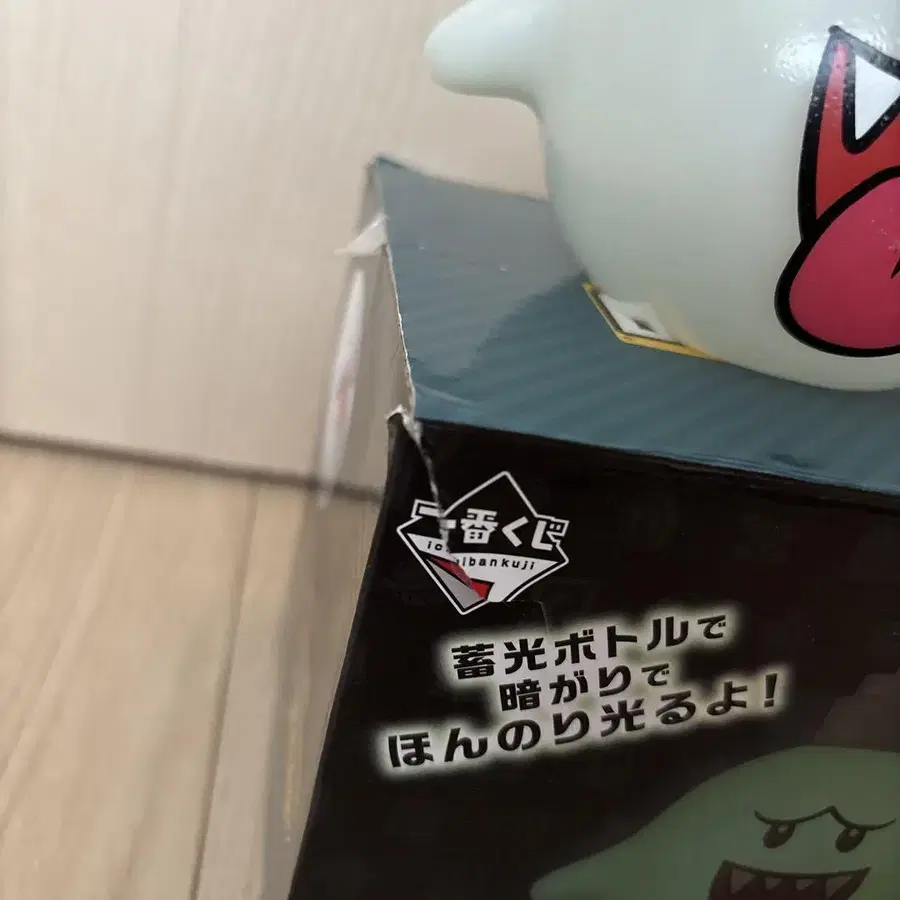 一番くじ
ichibankuji
蓄光ボトルで
暗がりで
ほんのり光るよ！